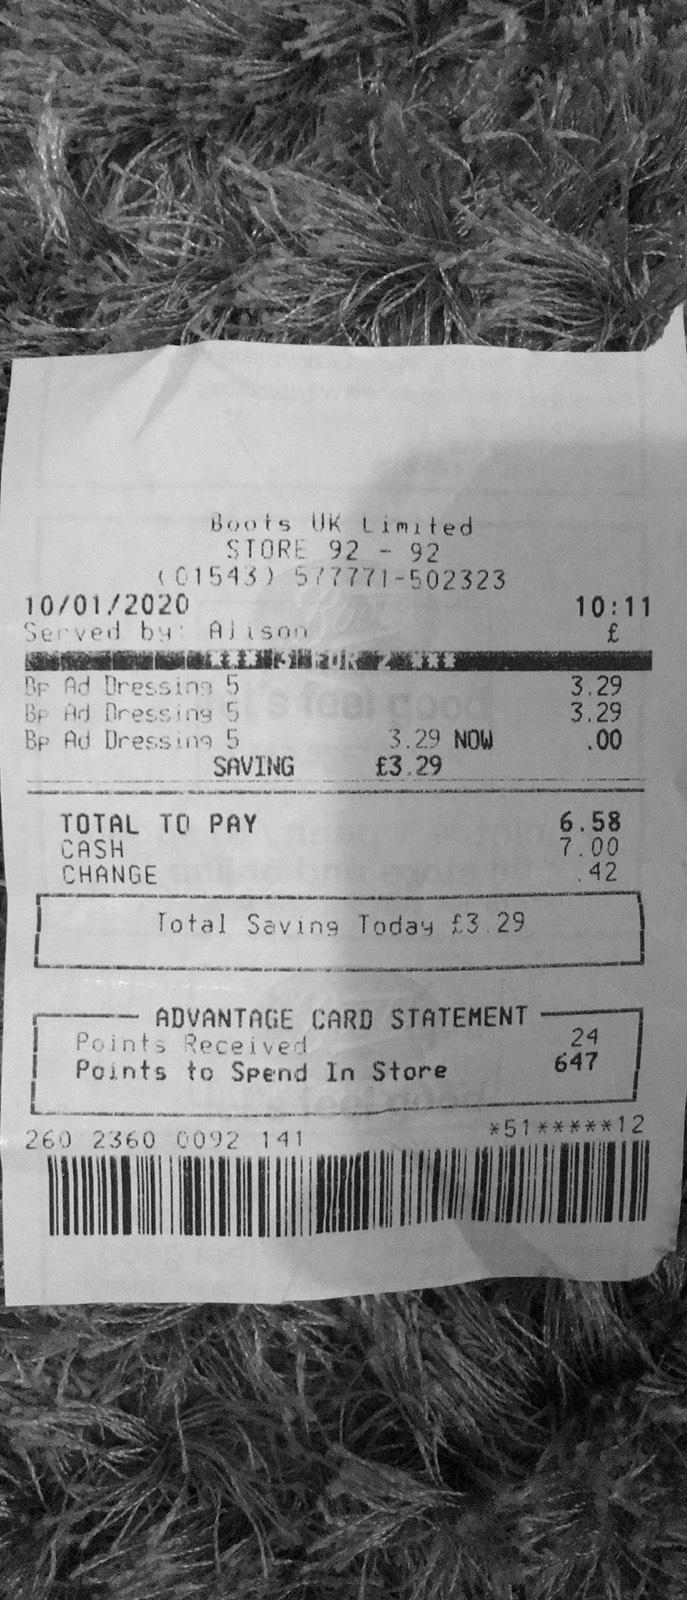 Boots UK Limited
STORE 92 - 92
(01543) 577771-502323
10/01/2020 10:11
Served by: Alison £
*** 3 FOR 2 ***
Bp Ad Dressing 5 3.29
Bp Ad Dressing 5 3.29
Bp Ad Dressing 5 3.29 NOW .00
SAVING £3.29
TOTAL TO PAY 6.58
CASH 7.00
CHANGE .42
Total Saving Today £3.29
ADVANTAGE CARD STATEMENT
Points Received 24
Points to Spend In Store 647
260 2360 0092 141 *51*****12